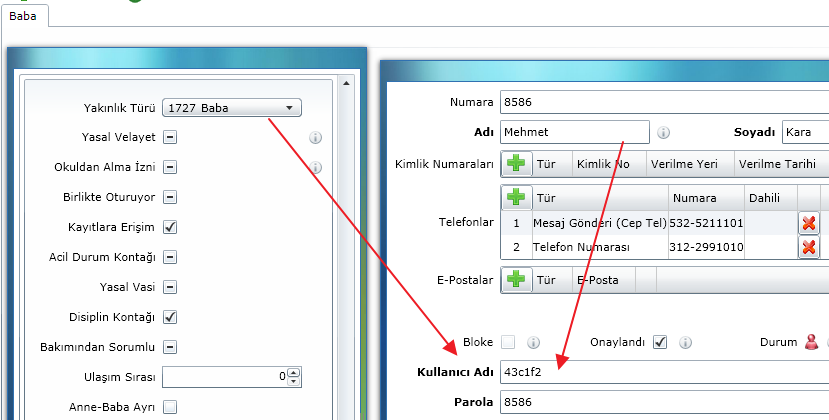 Baba
Yakınlık Türü 1727 Baba
Yasal Velayet
Okuldan Alma İzni
Birlikte Oturuyor
Kayıtlara Erişim
Acil Durum Kontağı
Yasal Vasi
Disiplin Kontağı
Bakımından Sorumlu
Ulaşım Sırası 0
Anne-Baba Ayrı
Numara 8586
Adı Mehmet Soyadı Kara
Kimlik Numaraları Tür Kimlik No Verilme Yeri Verilme Tarihi
Tür Numara Dahili
Telefonlar 1 Mesaj Gönderi (Cep Tel) 532-5211101
2 Telefon Numarası 312-2991010
E-Postalar Tür E-Posta
Bloke Onaylandı Durum
Kullanıcı Adı 43c1f2
Parola 8586